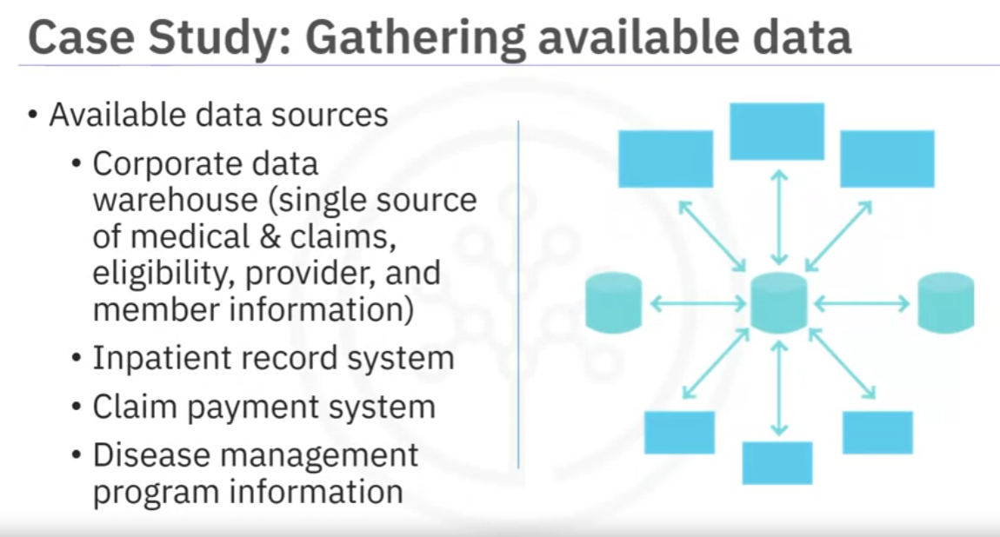 Case Study: Gathering available data
• Available data sources
• Corporate data
warehouse (single source
of medical & claims,
eligibility, provider, and
member information)
• Inpatient record system
• Claim payment system
• Disease management
program information